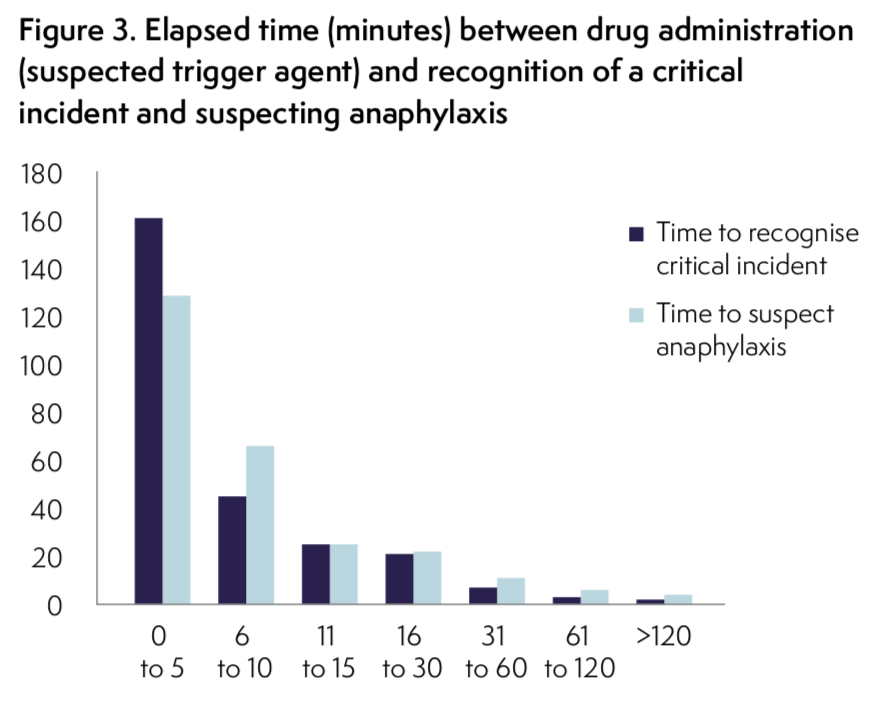 Figure 3. Elapsed time (minutes) between drug administration
(suspected trigger agent) and recognition of a critical
incident and suspecting anaphylaxis
180
160
140
120
100
80
60
40
20
0
Time to recognise
critical incident
Time to suspect
anaphylaxis
0 6 11 16 31 61 >120
to 5 to 10 to 15 to 30 to 60 to 120